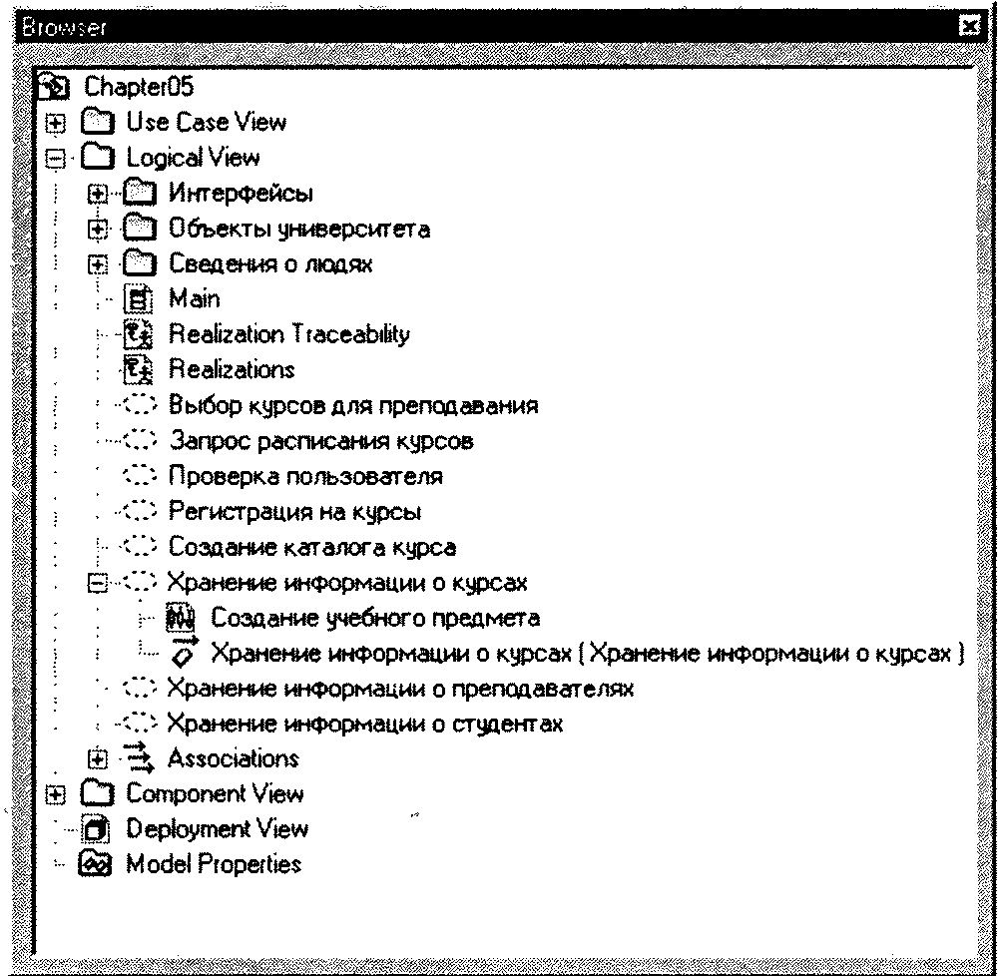 Browser
Chapter05
Use Case View
Logical View
Интерфейсы
Объекты университета
Сведения о людях
Main
Realization Traceability
Realizations
Выбор курсов для преподавания
Запрос расписания курсов
Проверка пользователя
Регистрация на курсы
Создание каталога курса
Хранение информации о курсах
Создание учебного предмета
Хранение информации о курсах ( Хранение информации о курсах )
Хранение информации о преподавателях
Хранение информации о студентах
Associations
Component View
Deployment View
Model Properties